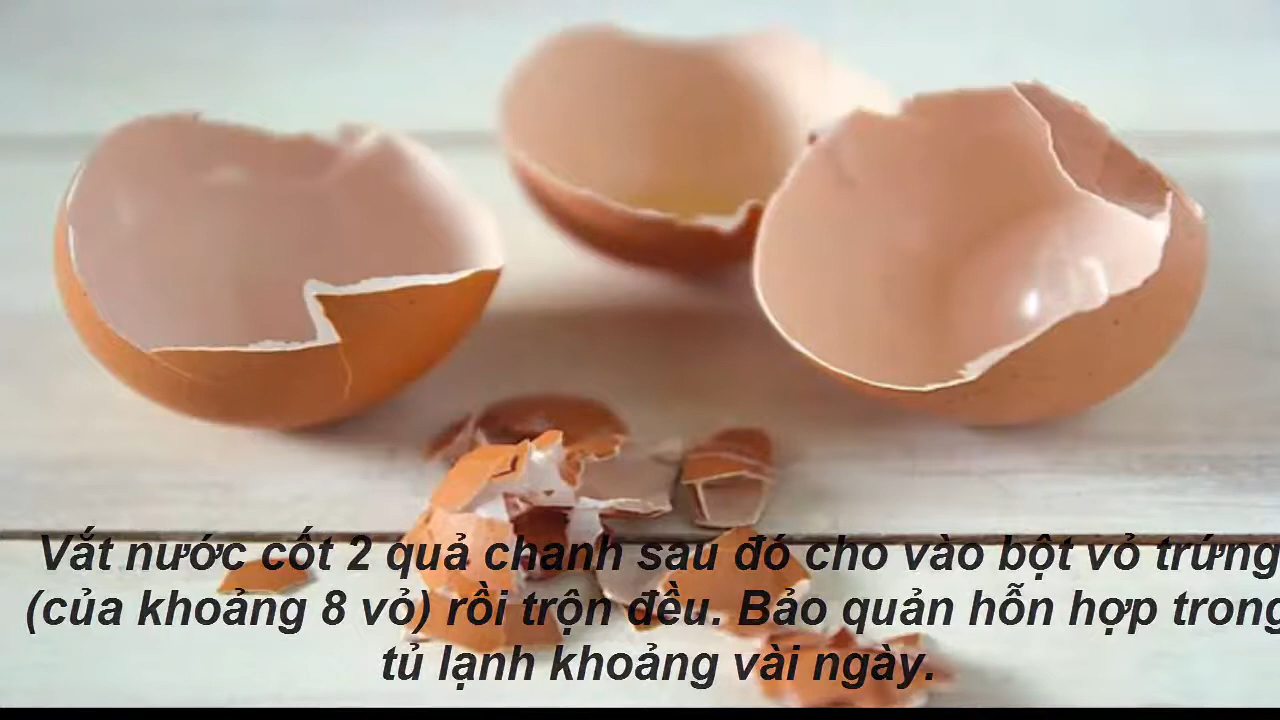 Vắt nước cốt 2 quả chanh sau đó cho vào bột vỏ trứng
(của khoảng 8 vỏ) rồi trộn đều. Bảo quản hỗn hợp trong
tủ lạnh khoảng vài ngày.